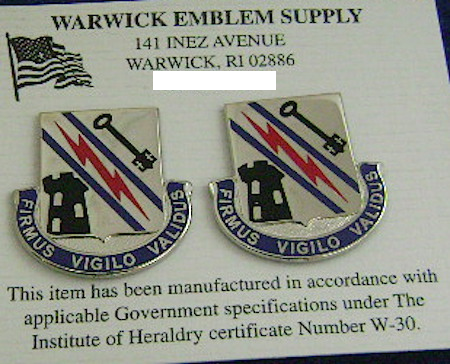 WARWICK EMBLEM SUPPLY
141 INEZ AVENUE
WARWICK, RI 02886
FIRMUS VIGILO VALIDUS
FIRMUS VIGILO VALIDUS
This item has been manufactured in accordance with
applicable Government specifications under The
Institute of Heraldry certificate Number W-30.